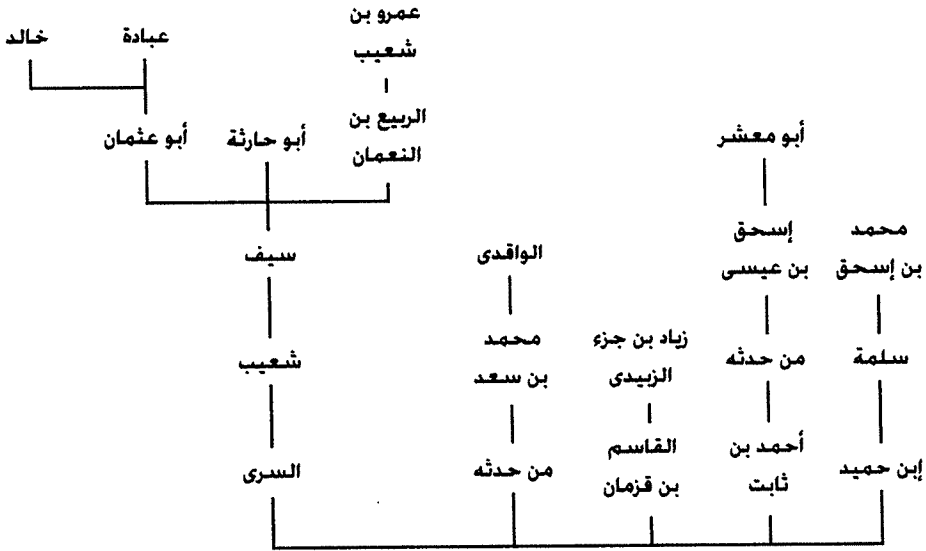 عمرو بن
شعيب
عبادة
خالد
الربيع بن
النعمان
أبو حارثة
أبو عثمان
أبو معشر
محمد
بن إسحق
إسحق
بن عيسى
الواقدى
سيف
سلمة
من حدثه
زياد بن جزء
الزبيدى
محمد
بن سعد
شعيب
إبن حميد
أحمد بن
ثابت
القاسم
بن قزمان
من حدثه
السرى